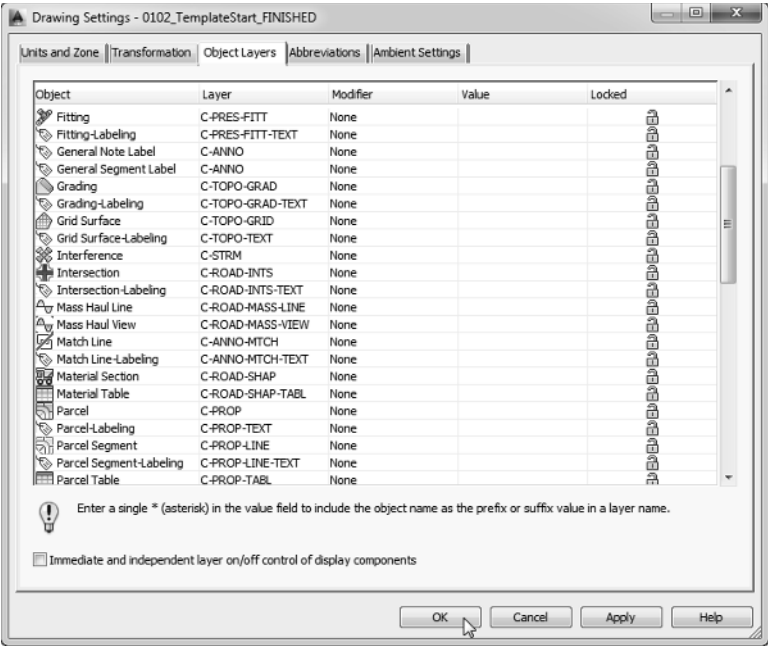 Drawing Settings - 0102_TemplateStart_FINISHED
Units and Zone Transformation Object Layers Abbreviations Ambient Settings
Object Layer Modifier Value Locked
Fitting C-PRES-FITT None
Fitting-Labeling C-PRES-FITT-TEXT None
General Note Label C-ANNO None
General Segment Label C-ANNO None
Grading C-TOPO-GRAD None
Grading-Labeling C-TOPO-GRAD-TEXT None
Grid Surface C-TOPO-GRID None
Grid Surface-Labeling C-TOPO-TEXT None
Interference C-STRM None
Intersection C-ROAD-INTS None
Intersection-Labeling C-ROAD-INTS-TEXT None
Mass Haul Line C-ROAD-MASS-LINE None
Mass Haul View C-ROAD-MASS-VIEW None
Match Line C-ANNO-MTCH None
Match Line-Labeling C-ANNO-MTCH-TEXT None
Material Section C-ROAD-SHAP None
Material Table C-ROAD-SHAP-TABL None
Parcel C-PROP None
Parcel-Labeling C-PROP-TEXT None
Parcel Segment C-PROP-LINE None
Parcel Segment-Labeling C-PROP-LINE-TEXT None
Parcel Table C-PROP-TABL None
Enter a single * (asterisk) in the value field to include the object name as the prefix or suffix value in a layer name.
Immediate and independent layer on/off control of display components
OK Cancel Apply Help